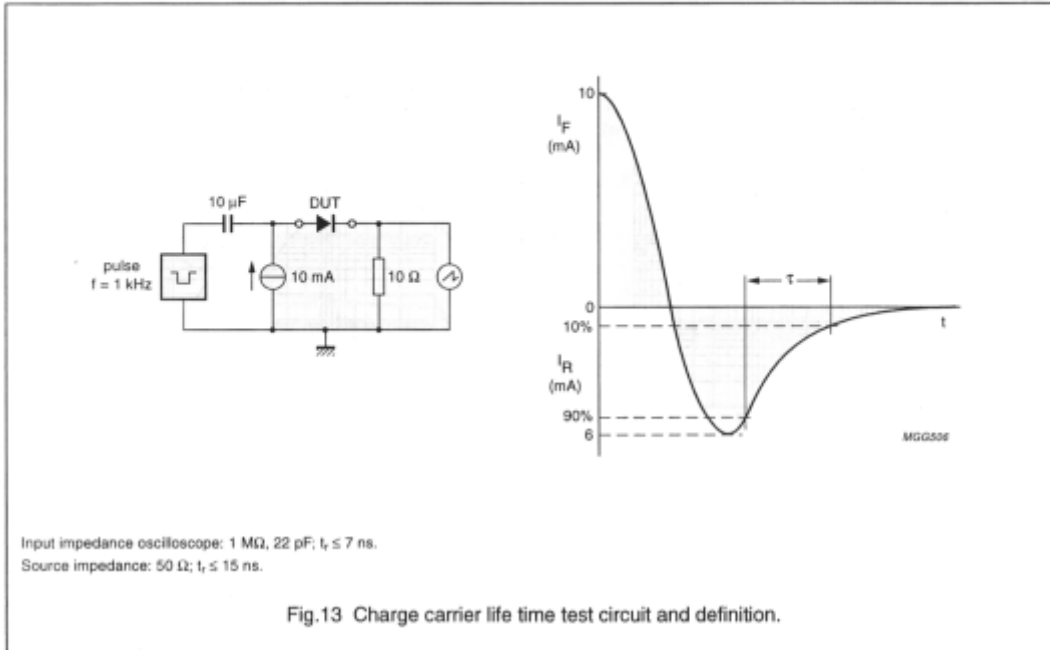 10 µF
DUT
pulse
f = 1 kHz
10 mA
10 Ω
10
I_F
(mA)
τ
0
t
10%
I_R
(mA)
90%
6
MGG506
Input impedance oscilloscope: 1 MΩ, 22 pF; t_r ≤ 7 ns.
Source impedance: 50 Ω; t_r ≤ 15 ns.
Fig.13 Charge carrier life time test circuit and definition.